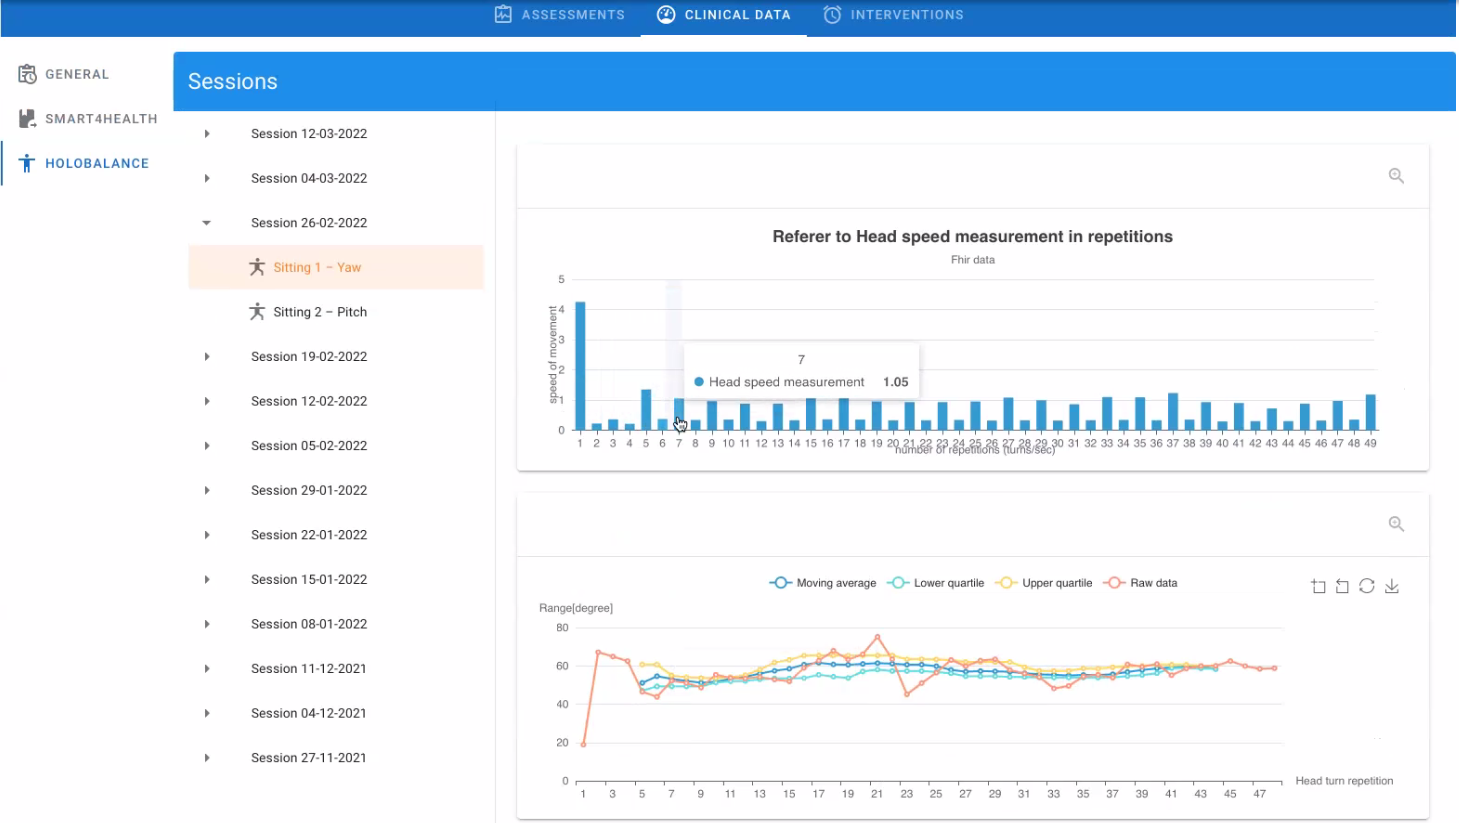 ASSESSMENTS
CLINICAL DATA
INTERVENTIONS
GENERAL
SMART4HEALTH
HOLOBALANCE
Sessions
Session 12-03-2022
Session 04-03-2022
Session 26-02-2022
Sitting 1 – Yaw
Sitting 2 – Pitch
Session 19-02-2022
Session 12-02-2022
Session 05-02-2022
Session 29-01-2022
Session 22-01-2022
Session 15-01-2022
Session 08-01-2022
Session 11-12-2021
Session 04-12-2021
Session 27-11-2021
Referer to Head speed measurement in repetitions
Fhir data
speed of movement
5
4
3
2
1
0
7
Head speed measurement 1.05
1 2 3 4 5 6 7 8 9 10 11 12 13 14 15 16 17 18 19 20 21 22 23 24 25 26 27 28 29 30 31 32 33 34 35 36 37 38 39 40 41 42 43 44 45 46 47 48 49
number of repetitions (turns/sec)
Moving average Lower quartile Upper quartile Raw data
Range[degree]
80
60
40
20
0
1 3 5 7 9 11 13 15 17 19 21 23 25 27 29 31 33 35 37 39 41 43 45 47
Head turn repetition